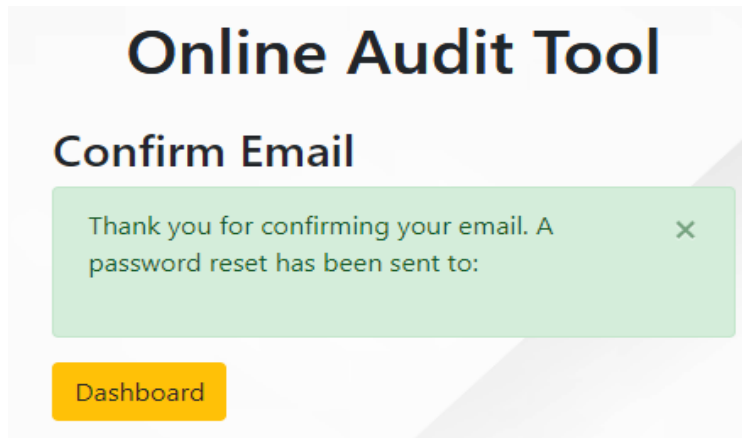 Online Audit Tool
Confirm Email
Thank you for confirming your email. A
password reset has been sent to:
Dashboard